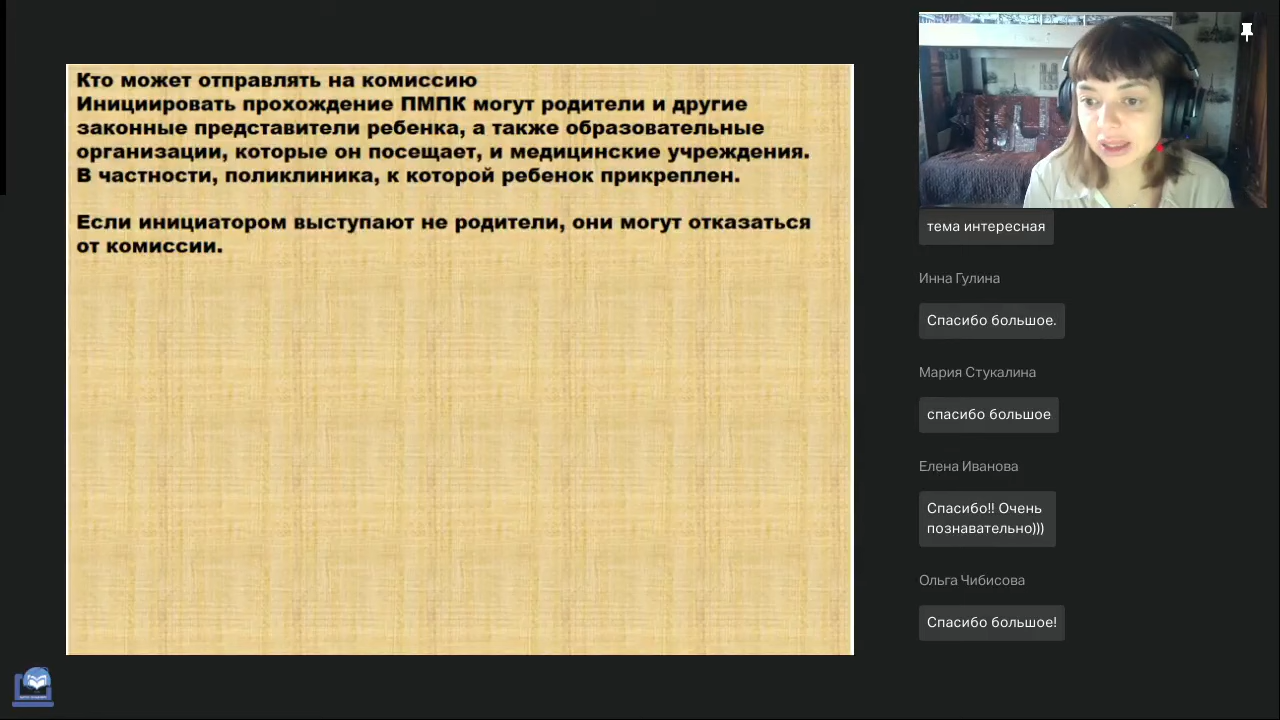 Кто может отправлять на комиссию
Инициировать прохождение ПМПК могут родители и другие
законные представители ребенка, а также образовательные
организации, которые он посещает, и медицинские учреждения.
В частности, поликлиника, к которой ребенок прикреплен.
Если инициатором выступают не родители, они могут отказаться
от комиссии.
тема интересная
Инна Гулина
Спасибо большое.
Мария Стукалина
спасибо большое
Елена Иванова
Спасибо!! Очень
познавательно)))
Ольга Чибисова
Спасибо большое!